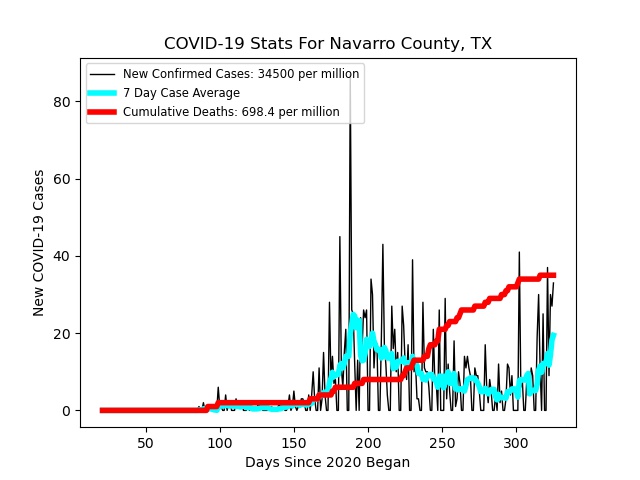 COVID-19 Stats For Navarro County, TX
New Confirmed Cases: 34500 per million
7 Day Case Average
Cumulative Deaths: 698.4 per million
New COVID-19 Cases
80
60
40
20
0
50 100 150 200 250 300
Days Since 2020 Began